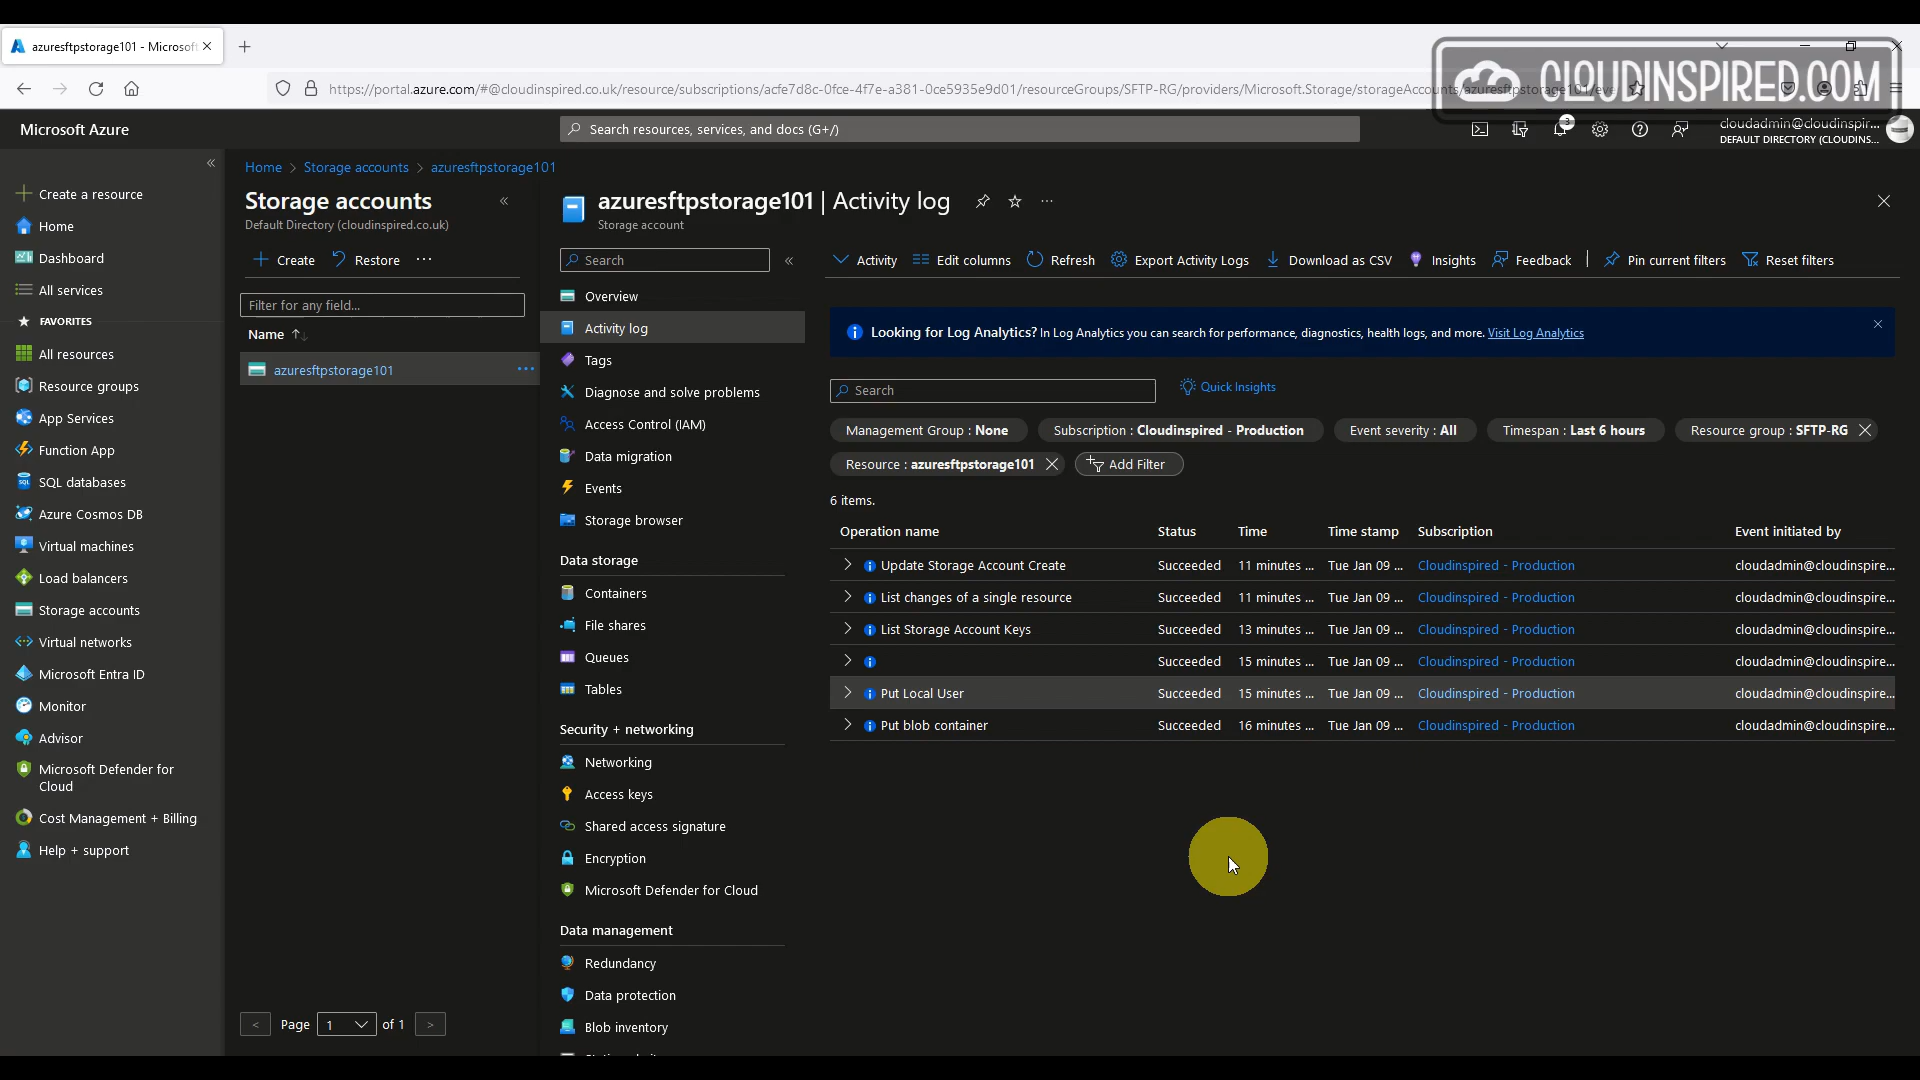 azuresftpstorage101 - Microsof
CLOUDINSPIRED.COM
https://portal.azure.com/#@cloudinspired.co.uk/resource/subscriptions/acfe7d8c-0fce-4f7e-a381-0ce5935e9d01/resourceGroups/SFTP-RG/providers/Microsoft.Storage/storageAccounts/azuresftpstorage101/eve
Microsoft Azure
Search resources, services, and docs (G+/)
3
cloudadmin@cloudinspir...
DEFAULT DIRECTORY (CLOUDINS...
Create a resource
Home
Dashboard
All services
FAVORITES
All resources
Resource groups
App Services
Function App
SQL databases
Azure Cosmos DB
Virtual machines
Load balancers
Storage accounts
Virtual networks
Microsoft Entra ID
Monitor
Advisor
Microsoft Defender for
Cloud
Cost Management + Billing
Help + support
Home > Storage accounts > azuresftpstorage101
Storage accounts
Default Directory (cloudinspired.co.uk)
Create
Restore
...
Filter for any field...
Name
azuresftpstorage101
...
< Page 1 of 1 >
azuresftpstorage101 | Activity log
...
Storage account
Search
Overview
Activity log
Tags
Diagnose and solve problems
Access Control (IAM)
Data migration
Events
Storage browser
Data storage
Containers
File shares
Queues
Tables
Security + networking
Networking
Access keys
Shared access signature
Encryption
Microsoft Defender for Cloud
Data management
Redundancy
Data protection
Blob inventory
Activity
Edit columns
Refresh
Export Activity Logs
Download as CSV
Insights
Feedback
Pin current filters
Reset filters
Looking for Log Analytics? In Log Analytics you can search for performance, diagnostics, health logs, and more. Visit Log Analytics
Search
Quick Insights
Management Group : None
Subscription : Cloudinspired - Production
Event severity : All
Timespan : Last 6 hours
Resource group : SFTP-RG
Resource : azuresftpstorage101
Add Filter
6 items.
Operation name Status Time Time stamp Subscription Event initiated by
Update Storage Account Create Succeeded 11 minutes ... Tue Jan 09 ... Cloudinspired - Production cloudadmin@cloudinspire...
List changes of a single resource Succeeded 11 minutes ... Tue Jan 09 ... Cloudinspired - Production cloudadmin@cloudinspire...
List Storage Account Keys Succeeded 13 minutes ... Tue Jan 09 ... Cloudinspired - Production cloudadmin@cloudinspire...
Succeeded 15 minutes ... Tue Jan 09 ... Cloudinspired - Production cloudadmin@cloudinspire...
Put Local User Succeeded 15 minutes ... Tue Jan 09 ... Cloudinspired - Production cloudadmin@cloudinspire...
Put blob container Succeeded 16 minutes ... Tue Jan 09 ... Cloudinspired - Production cloudadmin@cloudinspire...